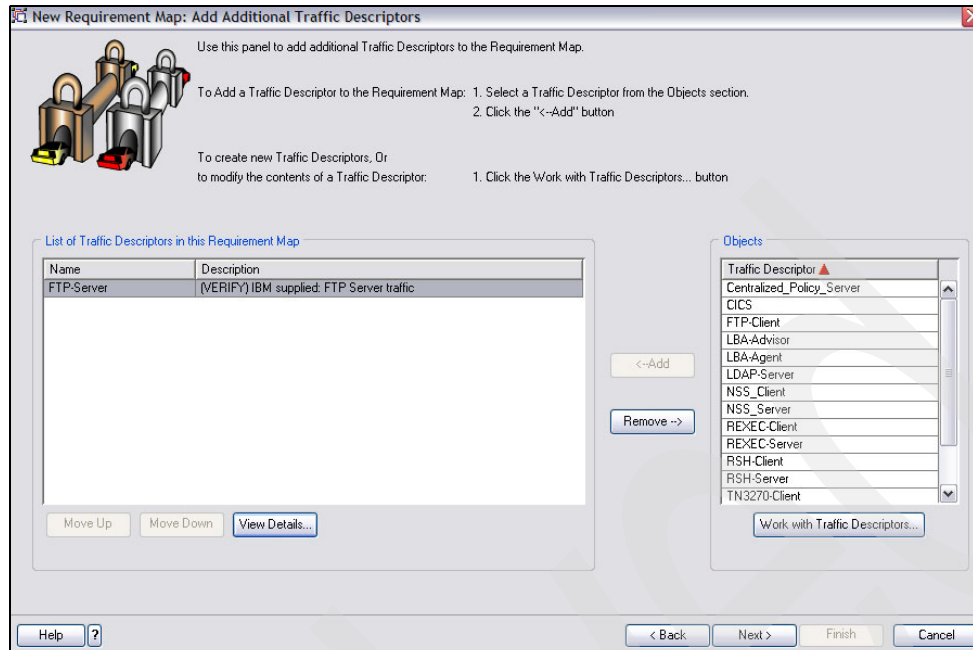 New Requirement Map: Add Additional Traffic Descriptors
Use this panel to add additional Traffic Descriptors to the Requirement Map.
To Add a Traffic Descriptor to the Requirement Map: 1. Select a Traffic Descriptor from the Objects section.
2. Click the "<--Add" button
To create new Traffic Descriptors, Or
to modify the contents of a Traffic Descriptor: 1. Click the Work with Traffic Descriptors... button
List of Traffic Descriptors in this Requirement Map
Name Description
FTP-Server (VERIFY) IBM supplied: FTP Server traffic
<--Add
Remove -->
Move Up Move Down View Details...
Objects
Traffic Descriptor
Centralized_Policy_Server
CICS
FTP-Client
LBA-Advisor
LBA-Agent
LDAP-Server
NSS_Client
NSS_Server
REXEC-Client
REXEC-Server
RSH-Client
RSH-Server
TN3270-Client
Work with Traffic Descriptors...
Help ? < Back Next > Finish Cancel